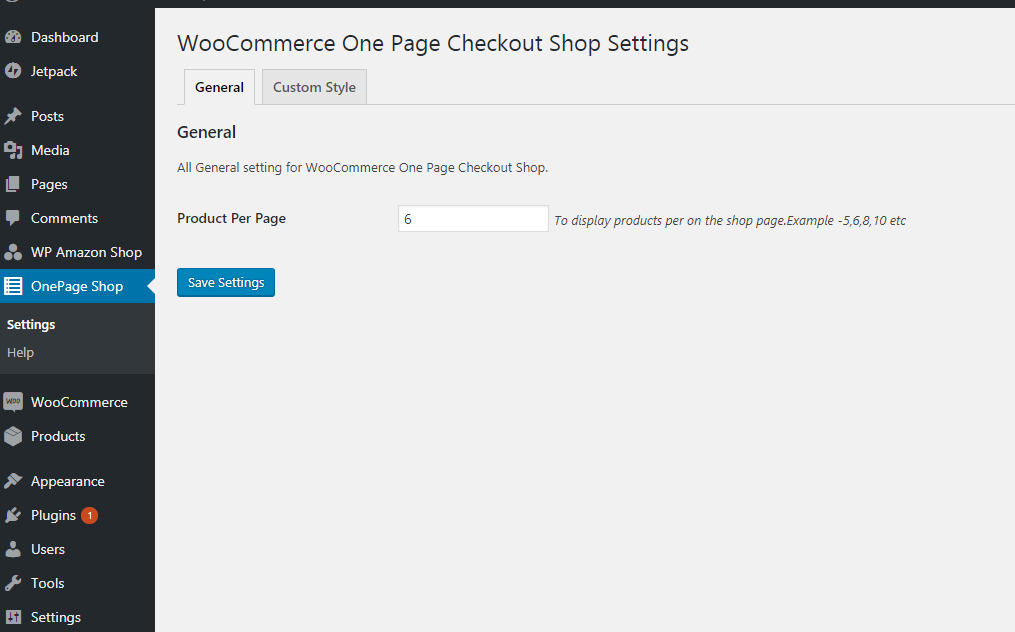 Dashboard
Jetpack
Posts
Media
Pages
Comments
WP Amazon Shop
OnePage Shop
Settings
Help
WooCommerce
Products
Appearance
Plugins 1
Users
Tools
Settings
WooCommerce One Page Checkout Shop Settings
General
Custom Style
General
All General setting for WooCommerce One Page Checkout Shop.
Product Per Page
6
To display products per on the shop page.Example -5,6,8,10 etc
Save Settings